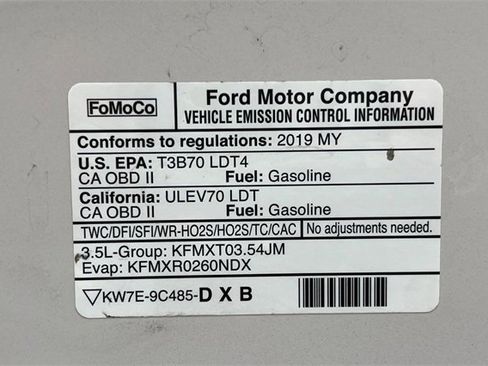 FoMoCo
Ford Motor Company
VEHICLE EMISSION CONTROL INFORMATION
Conforms to regulations: 2019 MY
U.S. EPA: T3B70 LDT4
CA OBD II Fuel: Gasoline
California: ULEV70 LDT
CA OBD II Fuel: Gasoline
TWC/DFI/SFI/WR-HO2S/HO2S/TC/CAC No adjustments needed.
3.5L-Group: KFMXT03.54JM
Evap: KFMXR0260NDX
▽KW7E-9C485-D X B